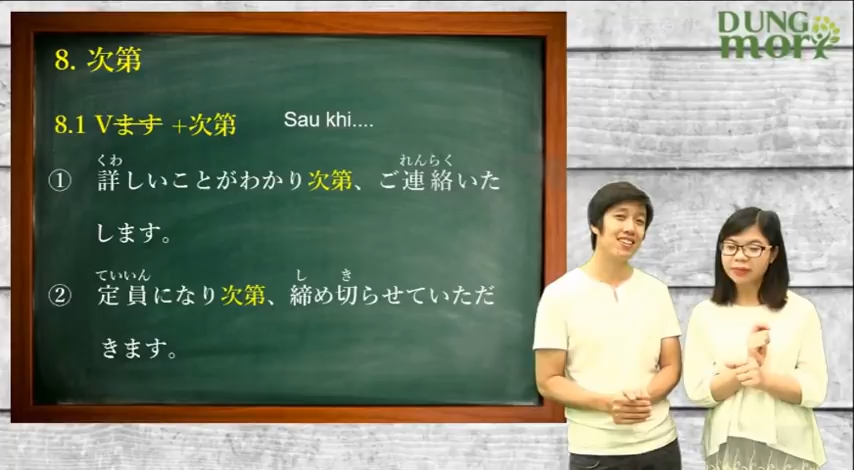 DUNG
mori
8. 次第
8.1 Vます +次第
Sau khi....
くわ れんらく
① 詳しいことがわかり次第、ご連絡いた
します。
ていいん し き
② 定員になり次第、締め切らせていただ
きます。